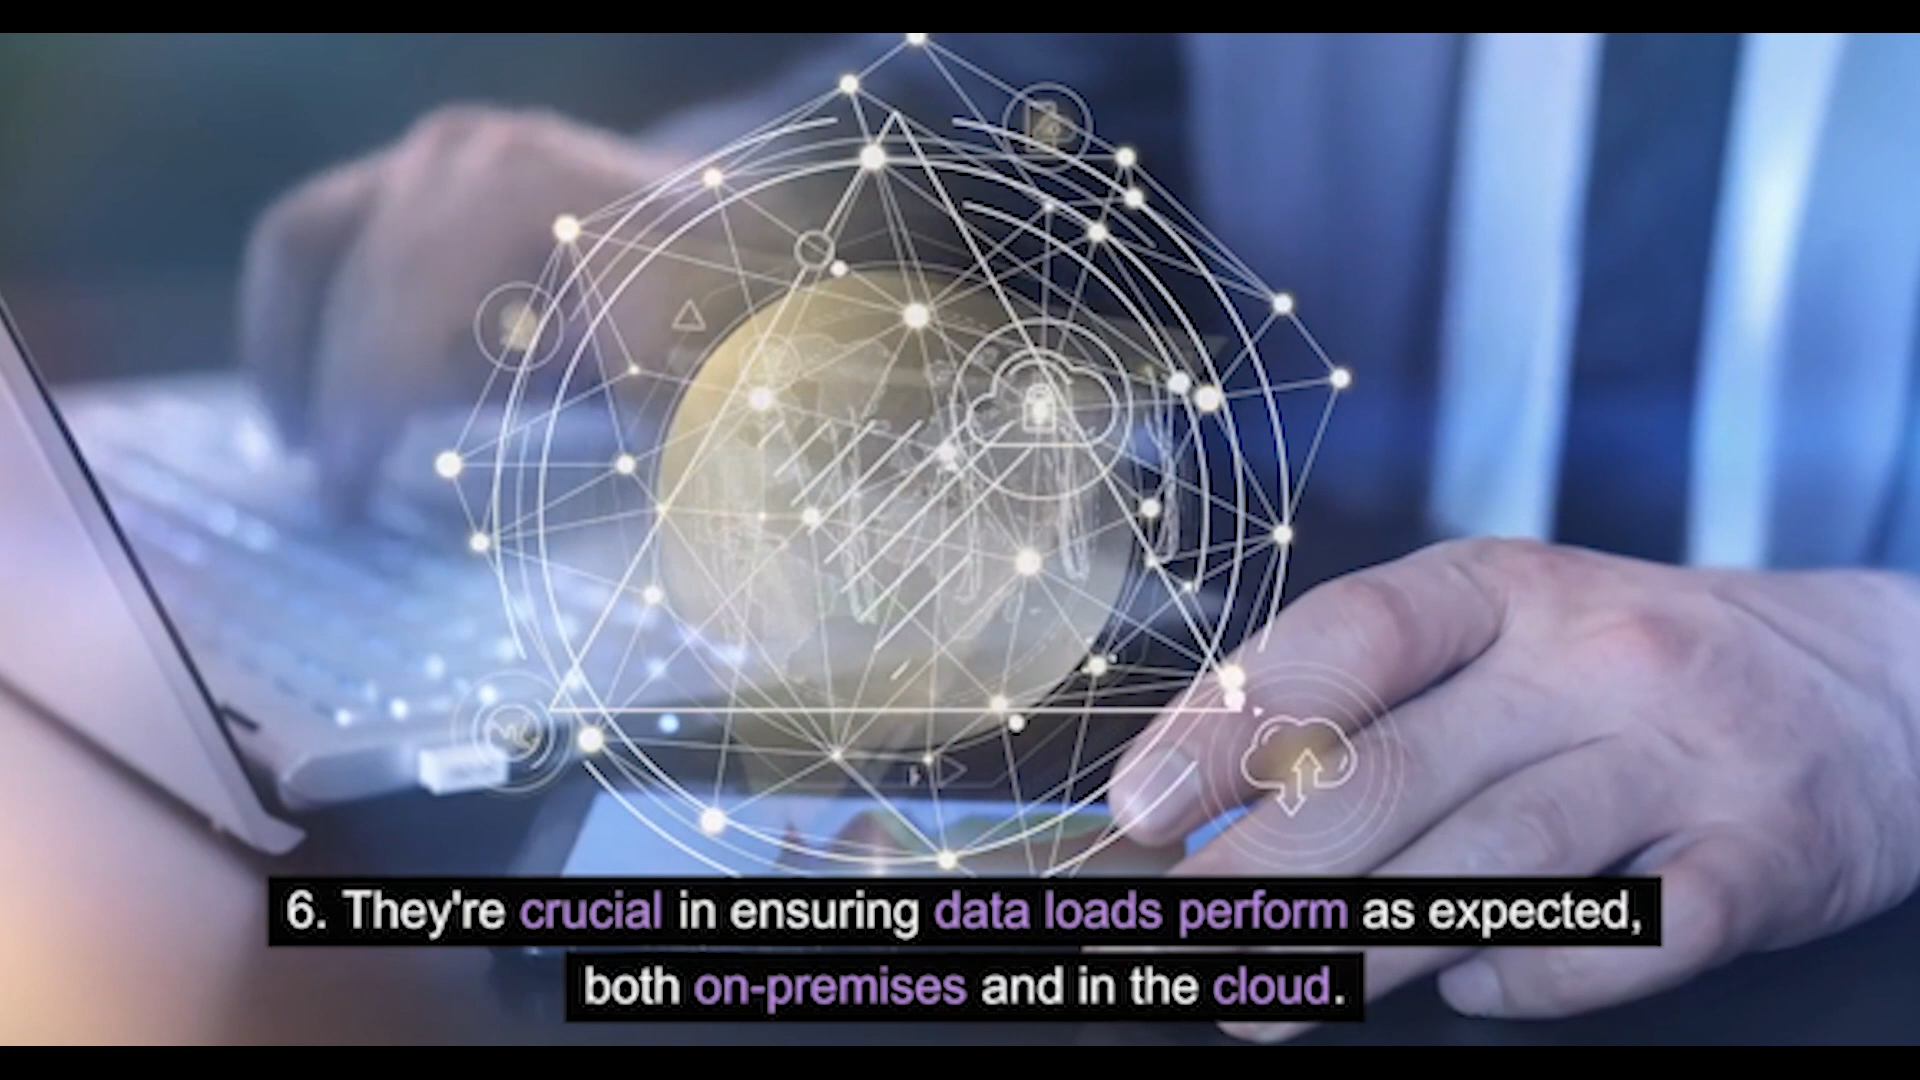 6. They're crucial in ensuring data loads perform as expected,
both on-premises and in the cloud.